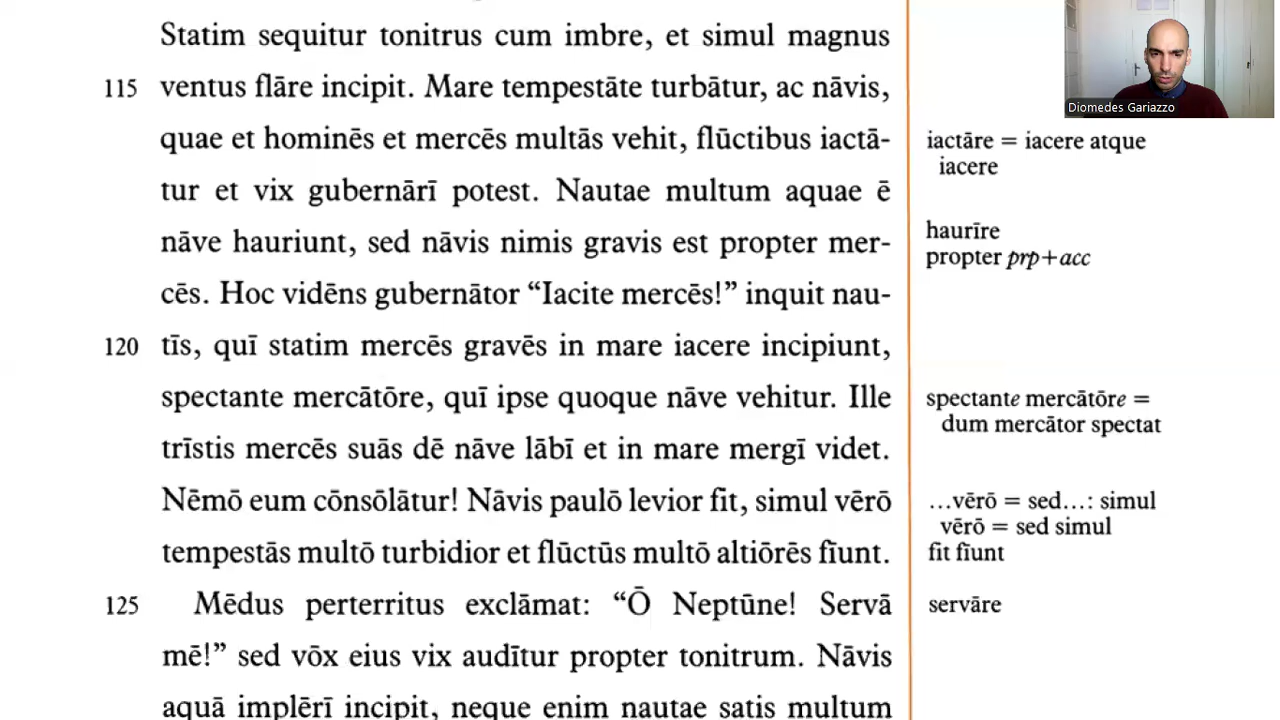 Statim sequitur tonitrus cum imbre, et simul magnus
115 ventus flāre incipit. Mare tempestāte turbātur, ac nāvis,
quae et hominēs et mercēs multās vehit, flūctibus iactā-
tur et vix gubernārī potest. Nautae multum aquae ē
nāve hauriunt, sed nāvis nimis gravis est propter mer-
cēs. Hoc vidēns gubernātor “Iacite mercēs!” inquit nau-
120 tīs, quī statim mercēs gravēs in mare iacere incipiunt,
spectante mercātōre, quī ipse quoque nāve vehitur. Ille
trīstis mercēs suās dē nāve lābī et in mare mergī videt.
Nēmō eum cōnsōlātur! Nāvis paulō levior fit, simul vērō
tempestās multō turbidior et flūctūs multō altiōrēs fīunt.
125 Mēdus perterritus exclāmat: “Ō Neptūne! Servā
mē!” sed vōx eius vix audītur propter tonitrum. Nāvis
aquā implērī incipit, neque enim nautae satis multum
Diomedes Gariazzo
iactāre = iacere atque
iacere
haurīre
propter prp+acc
spectante mercātōre =
dum mercātor spectat
…vērō = sed…: simul
vērō = sed simul
fit fīunt
servāre